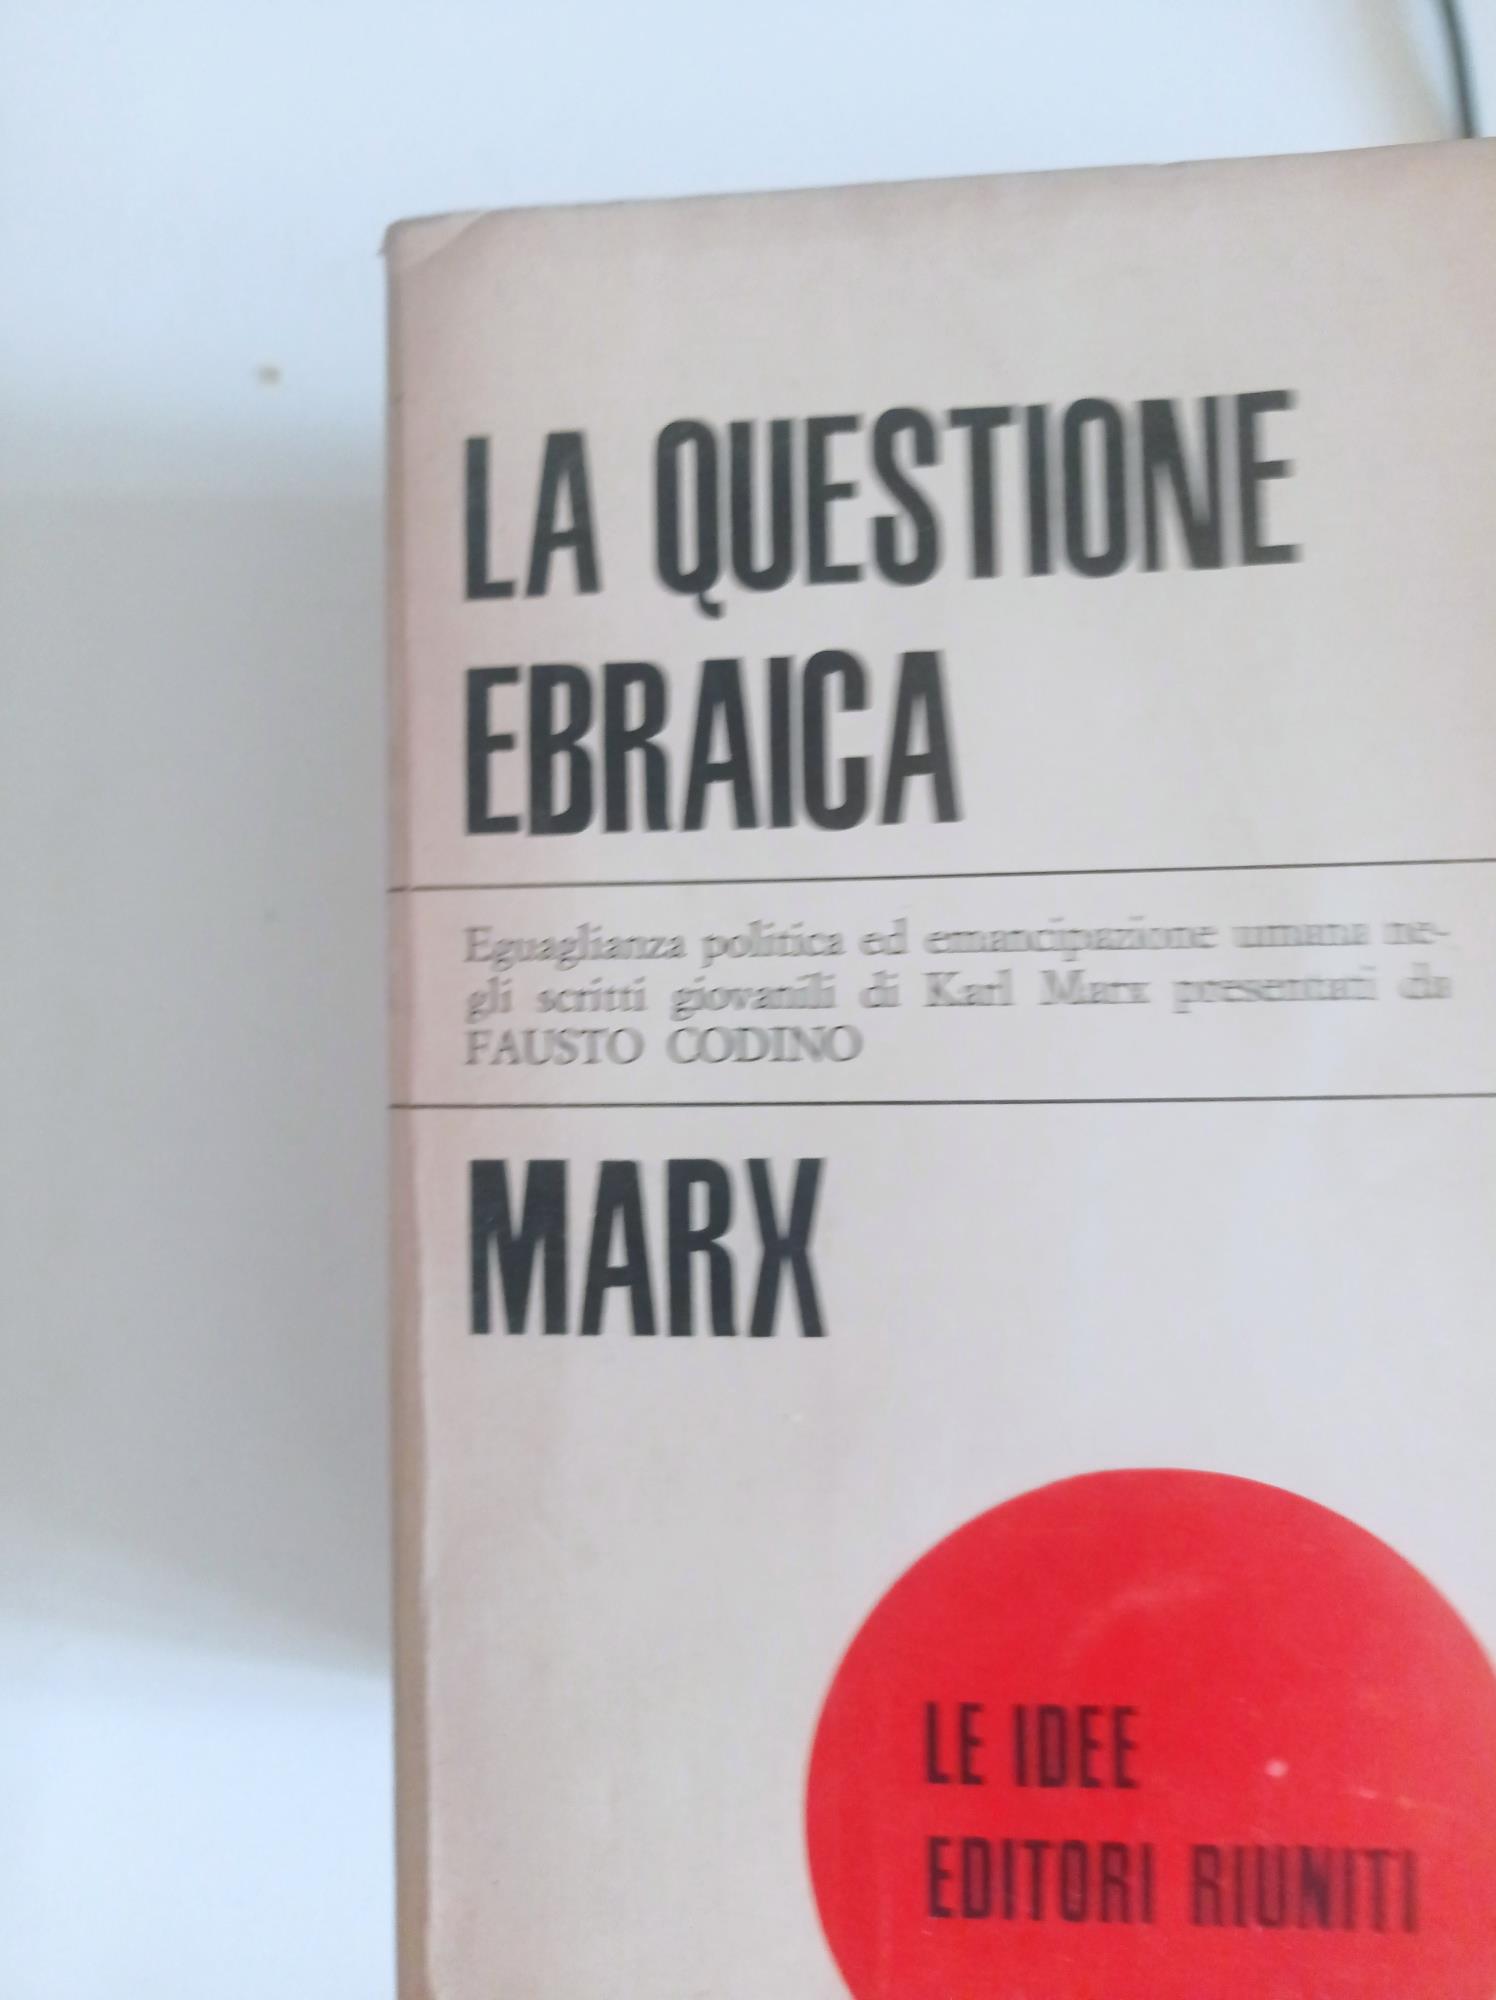 LA QUESTIONE
EBRAICA
Eguaglianza politica ed emancipazione umana ne-
gli scritti giovanili di Karl Marx presentati da
FAUSTO CODINO
MARX
LE IDEE
EDITORI RIUNITI